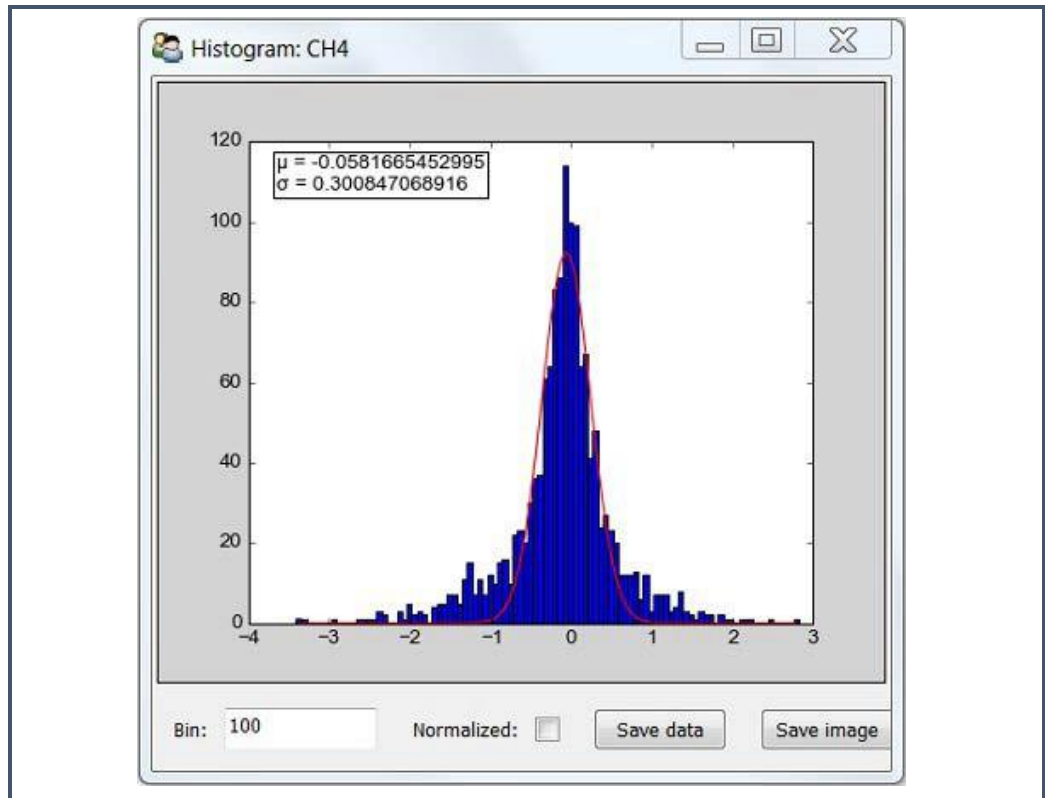 Histogram: CH4
120
μ = -0.0581665452995
σ = 0.300847068916
100
80
60
40
20
0
−4 −3 −2 −1 0 1 2 3
Bin: 100 Normalized: Save data Save image